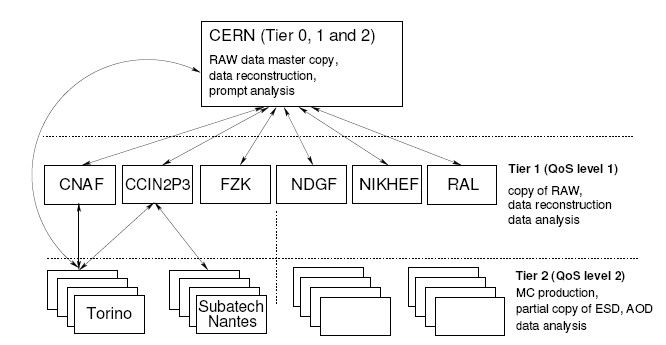 CERN (Tier 0, 1 and 2)
RAW data master copy,
data reconstruction,
prompt analysis
CNAF
CCIN2P3
FZK
NDGF
NIKHEF
RAL
Tier 1 (QoS level 1)
copy of RAW,
data reconstruction
data analysis
Torino
Subatech
Nantes
Tier 2 (QoS level 2)
MC production,
partial copy of ESD, AOD
data analysis